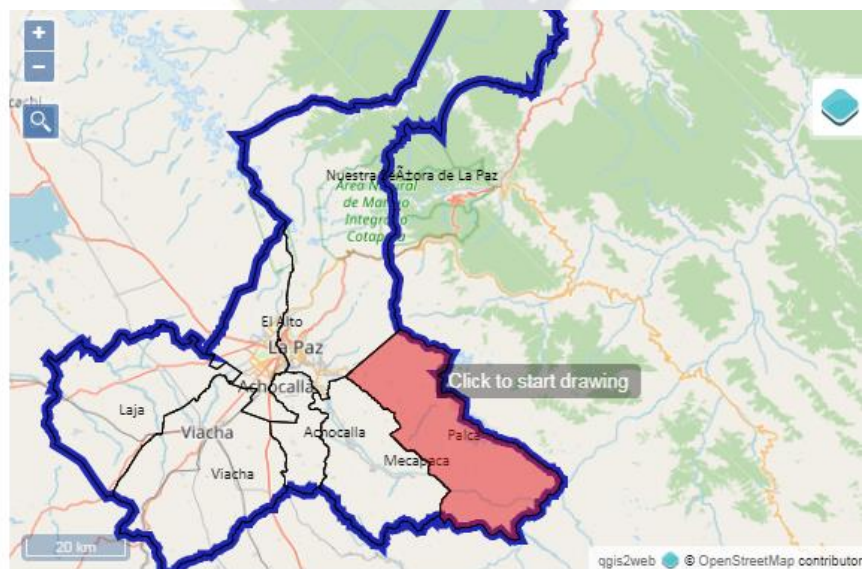 +
−
cachi
Nuestra SeÃ±ora de La Paz
Área Natural
de Manejo
Integrado
Cotapata
El Alto
La Paz
Achocalla
Click to start drawing
Laja
Viacha
Achocalla
Palca
Mecapaca
Viacha
20 km
qgis2web © OpenStreetMap contributor